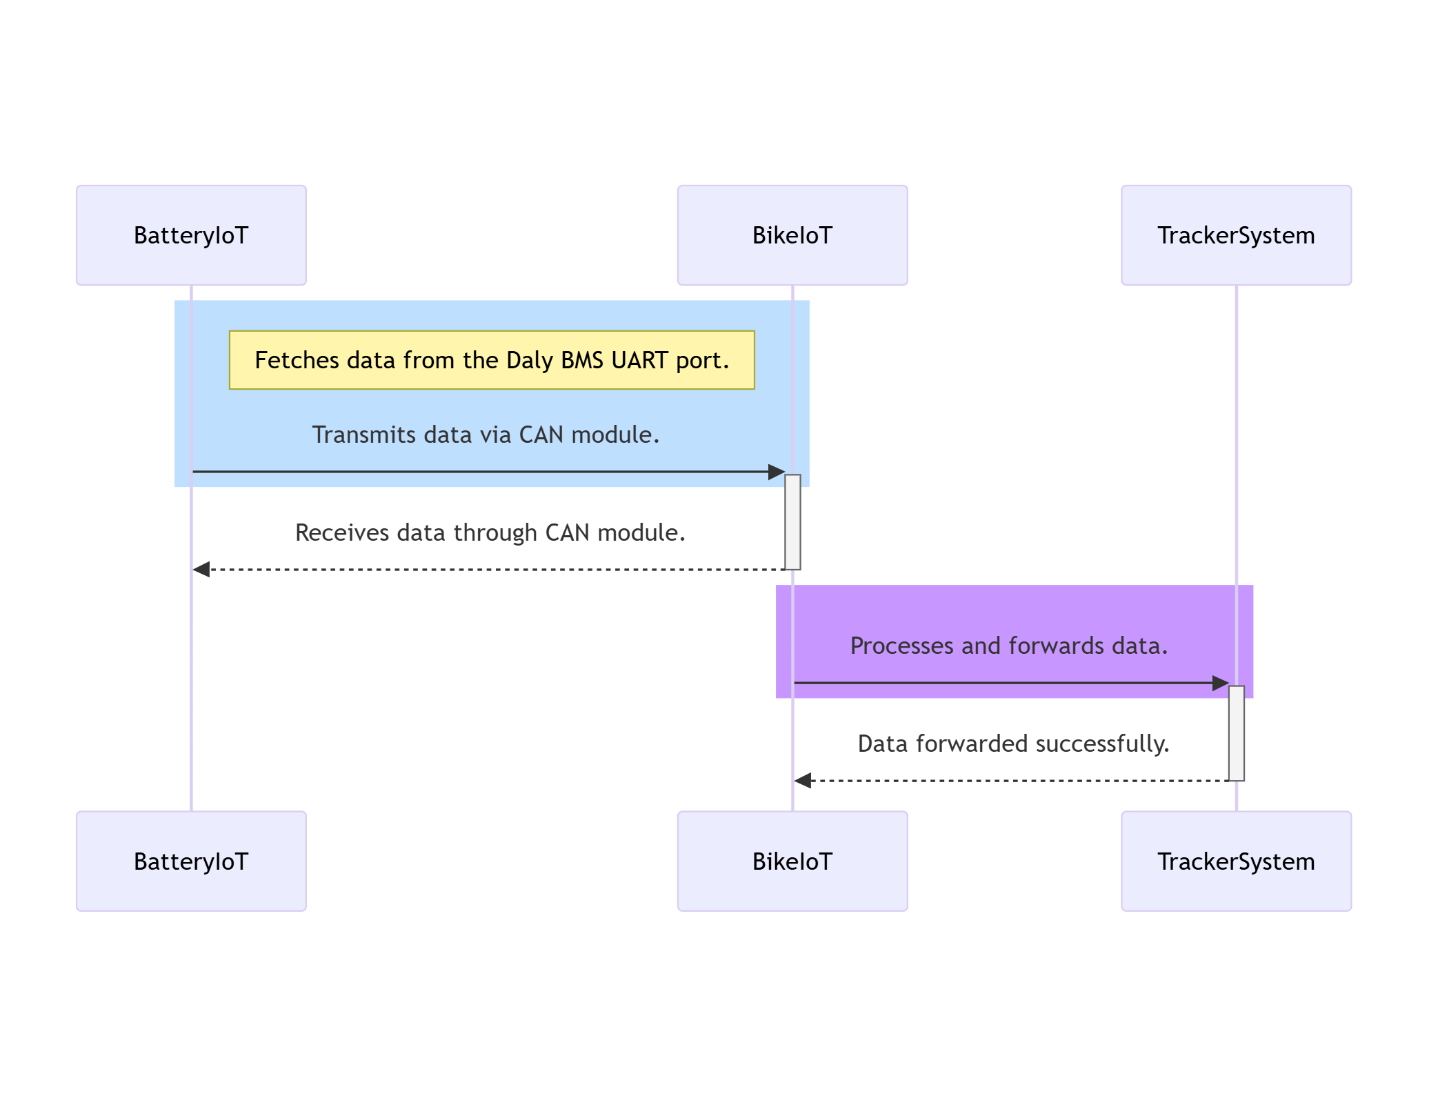 BatteryIoT
BikeIoT
TrackerSystem
Fetches data from the Daly BMS UART port.
Transmits data via CAN module.
Receives data through CAN module.
Processes and forwards data.
Data forwarded successfully.
BatteryIoT
BikeIoT
TrackerSystem